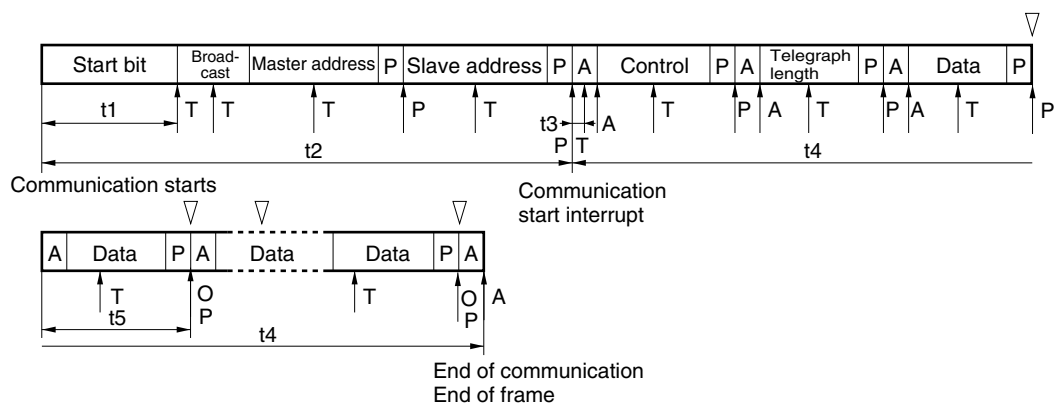 Start bit Broad-cast Master address P Slave address P A Control P A Telegraph length P A Data P
t1 T T T P T t3 A T P A T P A T P
P T
t2 t4
Communication starts
Communication
start interrupt
A Data P A Data Data P A
T O T O A
P P
t5
t4
End of communication
End of frame